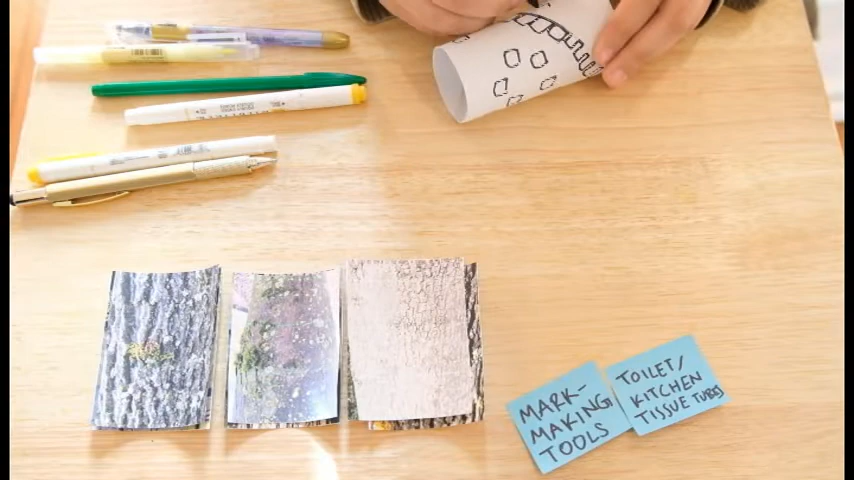 MARK-
MAKING
TOOLS
TOILET/
KITCHEN
TISSUE TUBES